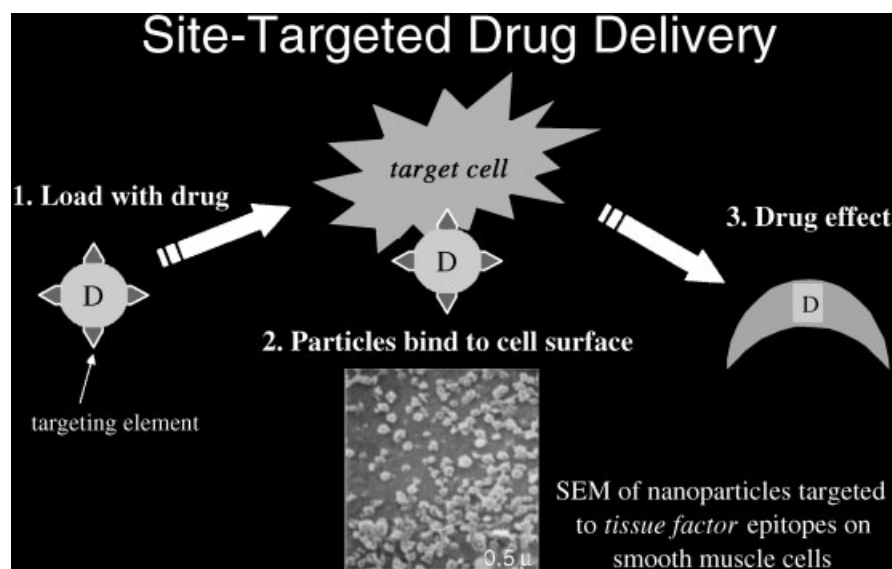 Site-Targeted Drug Delivery
target cell
1. Load with drug
3. Drug effect
D
D
D
2. Particles bind to cell surface
targeting element
SEM of nanoparticles targeted
to tissue factor epitopes on
smooth muscle cells
0.5 μ